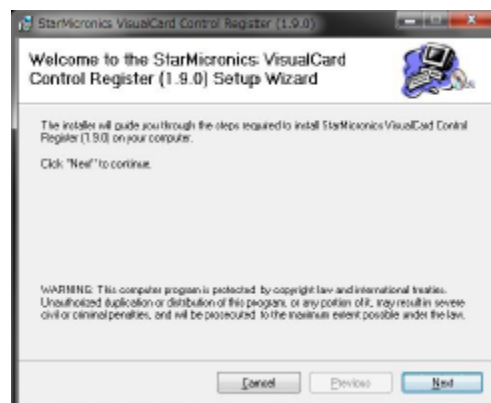 StarMicronics VisualCard Control Register (1.9.0)
Welcome to the StarMicronics VisualCard
Control Register (1.9.0) Setup Wizard
The installer will guide you through the steps required to install StarMicronics VisualCard Control
Register (1.9.0) on your computer.
Click "Next" to continue.
WARNING: This computer program is protected by copyright law and international treaties.
Unauthorized duplication or distribution of this program, or any portion of it, may result in severe
civil or criminal penalties, and will be prosecuted to the maximum extent possible under the law.
Cancel Previous Next